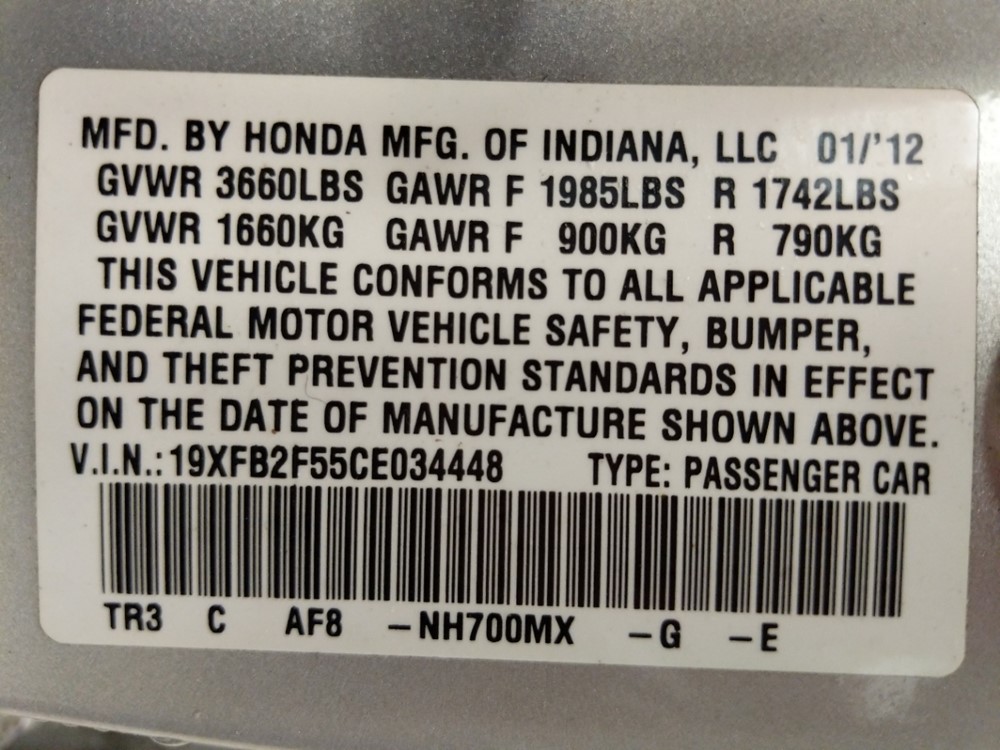 MFD. BY HONDA MFG. OF INDIANA, LLC 01/'12
GVWR 3660LBS GAWR F 1985LBS R 1742LBS
GVWR 1660KG GAWR F 900KG R 790KG
THIS VEHICLE CONFORMS TO ALL APPLICABLE
FEDERAL MOTOR VEHICLE SAFETY, BUMPER,
AND THEFT PREVENTION STANDARDS IN EFFECT
ON THE DATE OF MANUFACTURE SHOWN ABOVE.
V.I.N.: 19XFB2F55CE034448 TYPE: PASSENGER CAR
TR3 C AF8 –NH700MX –G –E